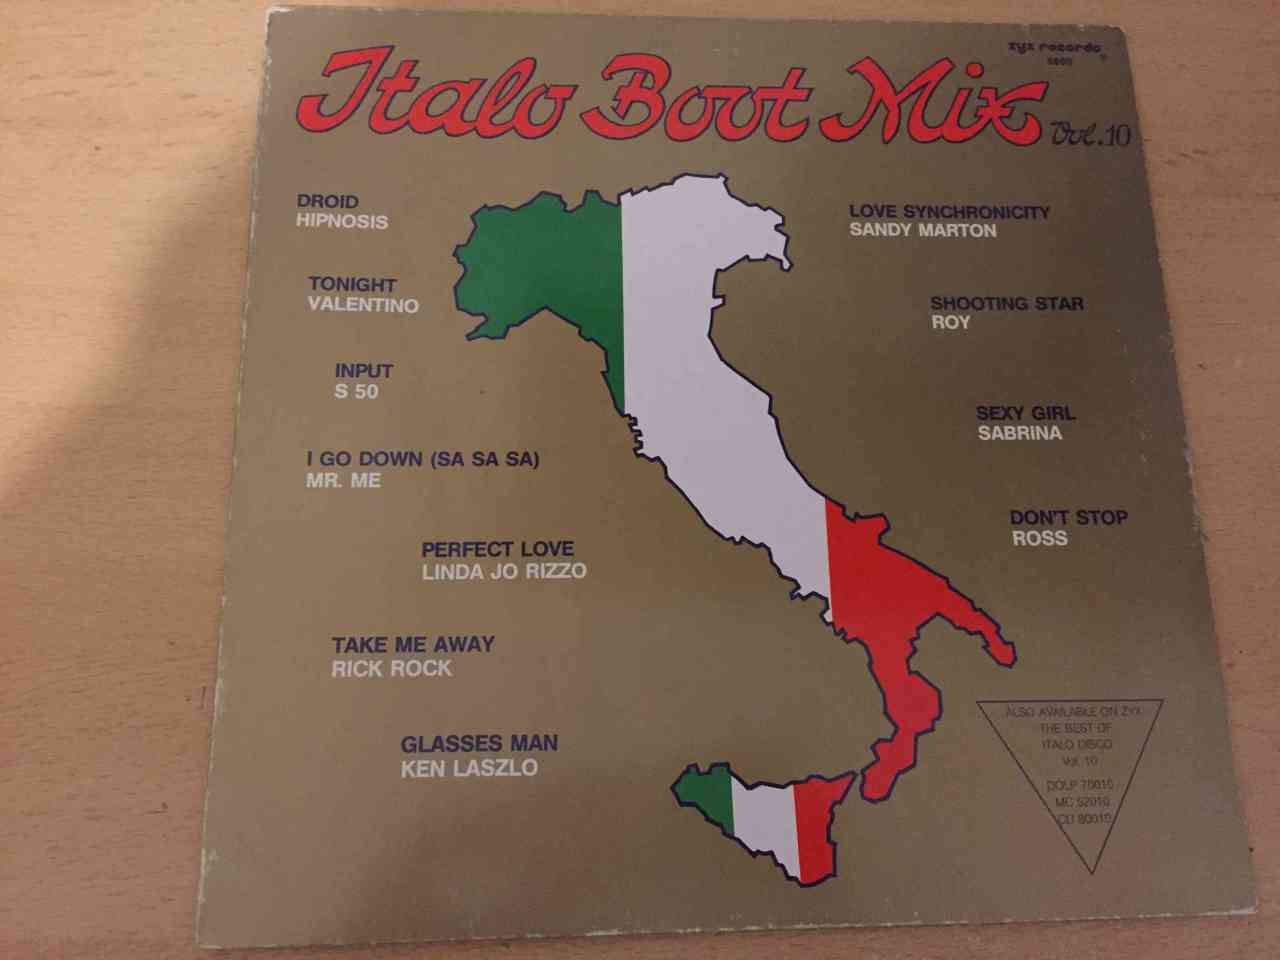 Italo Boot Mix Vol.10
zyx records
DROID
HIPNOSIS
TONIGHT
VALENTINO
INPUT
S 50
I GO DOWN (SA SA SA)
MR. ME
PERFECT LOVE
LINDA JO RIZZO
TAKE ME AWAY
RICK ROCK
GLASSES MAN
KEN LASZLO
LOVE SYNCHRONICITY
SANDY MARTON
SHOOTING STAR
ROY
SEXY GIRL
SABRINA
DON'T STOP
ROSS
ALSO AVAILABLE ON ZYX
THE BEST OF
ITALO DISCO
Vol. 10
DOLP 70010
MC 52010
CD 80010